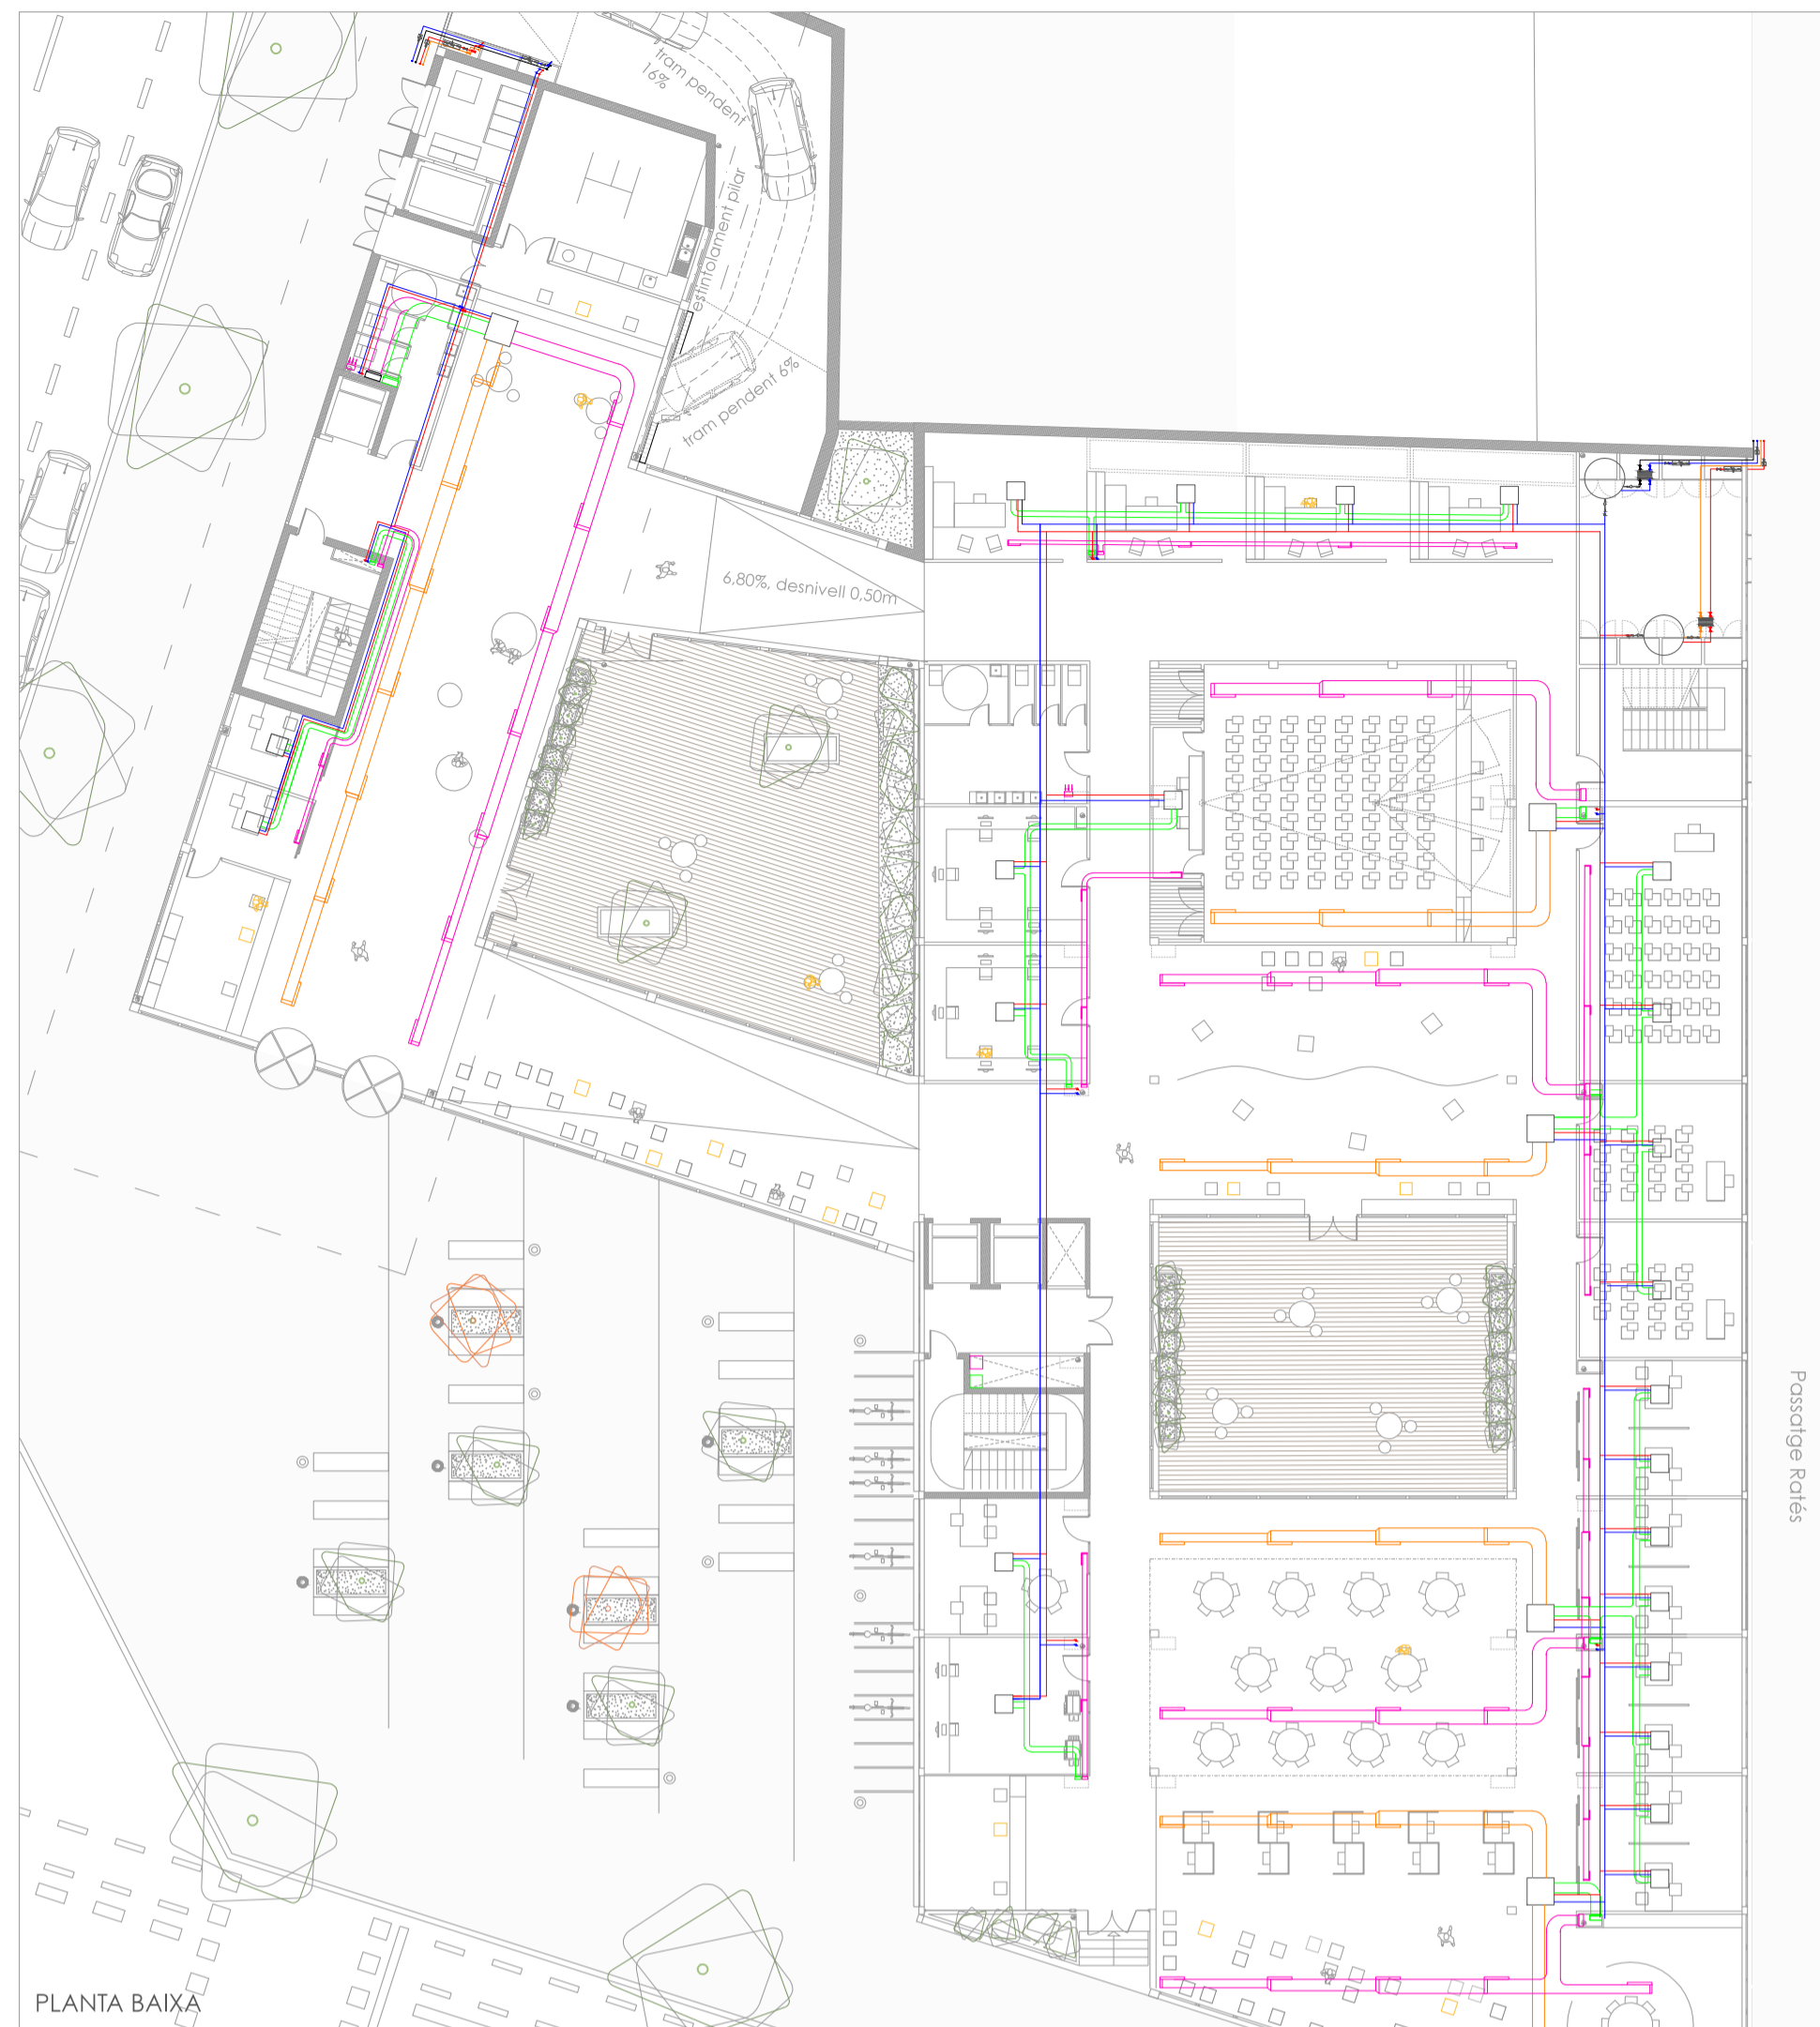 tram pendent
16%
estintolament pilar
tram pendent 6%
6,80%, desnivell 0,50m
Passatge Ratés
PLANTA BAIXA